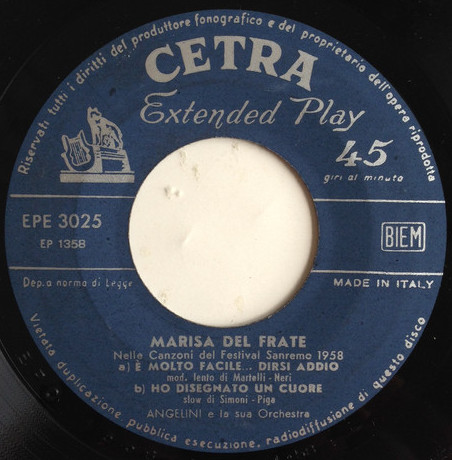 Riservati tutti i diritti del produttore fonografico e del proprietario dell'opera riprodotta
CETRA
Extended Play
45
giri al minuto
EPE 3025
EP 1358
BIEM
Dep. a norma di Legge
MADE IN ITALY
MARISA DEL FRATE
Nelle Canzoni del Festival Sanremo 1958
a) È MOLTO FACILE... DIRSI ADDIO
mod. lento di Martelli - Neri
b) HO DISEGNATO UN CUORE
slow di Simoni - Piga
ANGELINI e la sua Orchestra
Vietata duplicazione pubblica esecuzione, radiodiffusione di questo disco